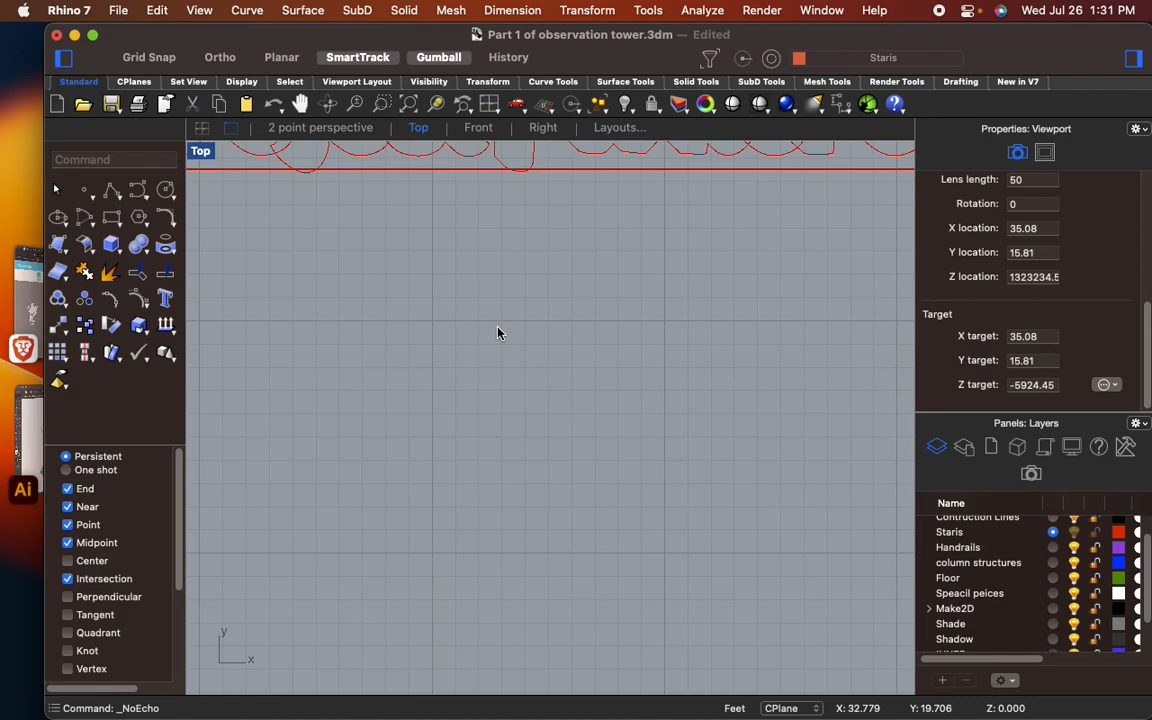 Rhino 7 File Edit View Curve Surface SubD Solid Mesh Dimension Transform Tools Analyze Render Window Help Wed Jul 26 1:31 PM
Part 1 of observation tower.3dm — Edited
Grid Snap Ortho Planar SmartTrack Gumball History Staris
Standard CPlanes Set View Display Select Viewport Layout Visibility Transform Curve Tools Surface Tools Solid Tools SubD Tools Mesh Tools Render Tools Drafting New in V7
2 point perspective Top Front Right Layouts... Properties: Viewport
Top
Command
Lens length: 50
Rotation: 0
X location: 35.08
Y location: 15.81
Z location: 1323234.5
Target
X target: 35.08
Y target: 15.81
Z target: -5924.45
Panels: Layers
Name
Contruction Lines
Staris
Handrails
column structures
Floor
Speacil peices
Make2D
Shade
Shadow
Persistent
One shot
End
Near
Point
Midpoint
Center
Intersection
Perpendicular
Tangent
Quadrant
Knot
Vertex
Ai
y
x
Command: _NoEcho Feet CPlane X: 32.779 Y: 19.706 Z: 0.000